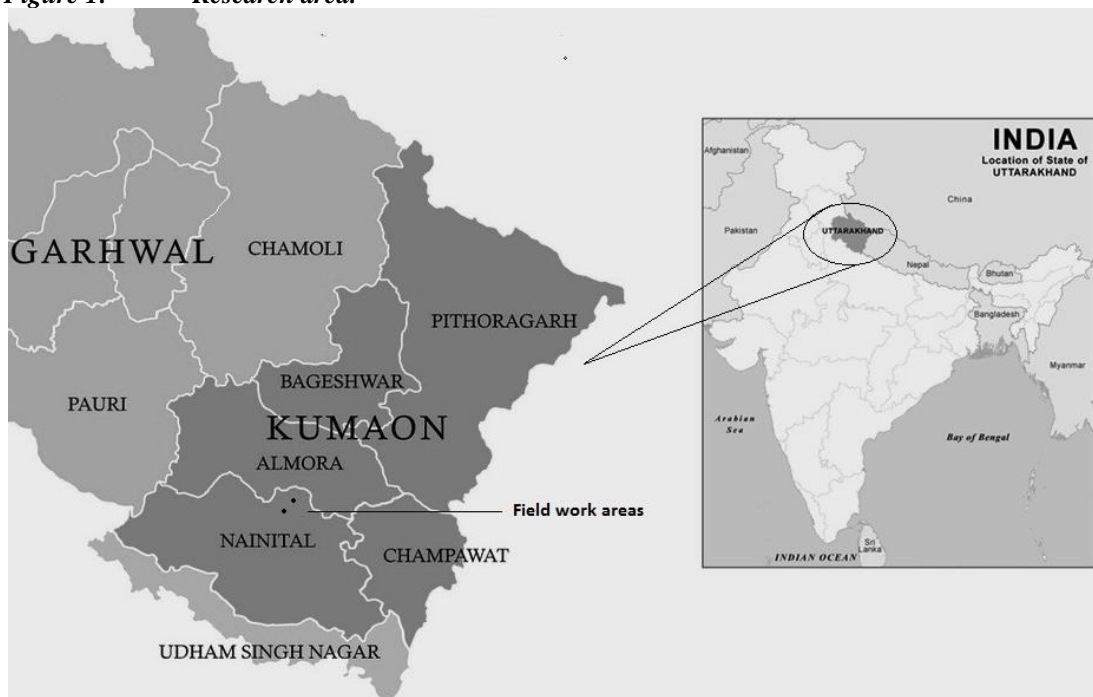 Figure 1. Research area.
GARHWAL
CHAMOLI
PITHORAGARH
PAURI
BAGESHWAR
KUMAON
ALMORA
Field work areas
NAINITAL
CHAMPAWAT
UDHAM SINGH NAGAR
INDIA
Location of State of
UTTARAKHAND
Afghanistan
China
Pakistan
UTTARAKHAND
Nepal
Bhutan
Bangladesh
Myanmar
Arabian
Sea
Bay of Bengal
Sri
Lanka
INDIAN OCEAN